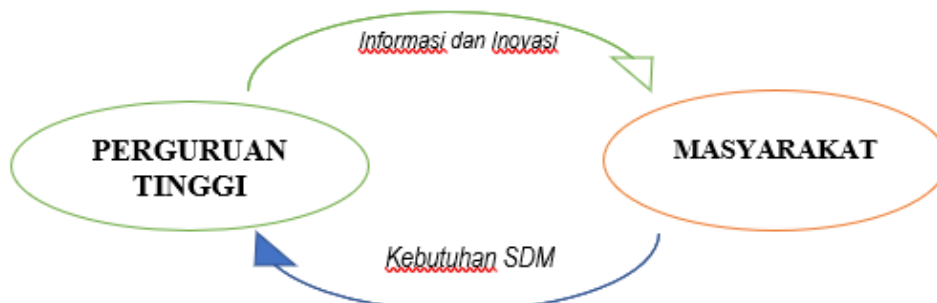 Informasi dan Inovasi
PERGURUAN
TINGGI
MASYARAKAT
Kebutuhan SDM